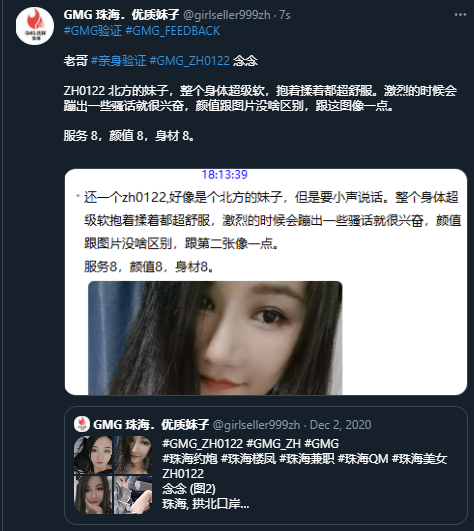 GMG 珠海．优质妹子 @girlseller999zh · 7s
#GMG验证 #GMG_FEEDBACK
老哥 #亲身验证 #GMG_ZH0122 念念
ZH0122 北方的妹子，整个身体超级软，抱着揉着都超舒服。激烈的时候会
蹦出一些骚话就很兴奋，颜值跟图片没啥区别，跟这图像一点。
服务 8，颜值 8，身材 8。
18:13:39
还一个zh0122,好像是个北方的妹子，但是要小声说话。整个身体超
级软抱着揉着都超舒服，激烈的时候会蹦出一些骚话就很兴奋，颜值
跟图片没啥区别，跟第二张像一点。
服务8，颜值8，身材8。
GMG 珠海．优质妹子 @girlseller999zh · Dec 2, 2020
#GMG_ZH0122 #GMG_ZH #GMG
#珠海约炮 #珠海楼凤 #珠海兼职 #珠海QM #珠海美女
ZH0122
念念 (图2)
珠海, 拱北口岸...